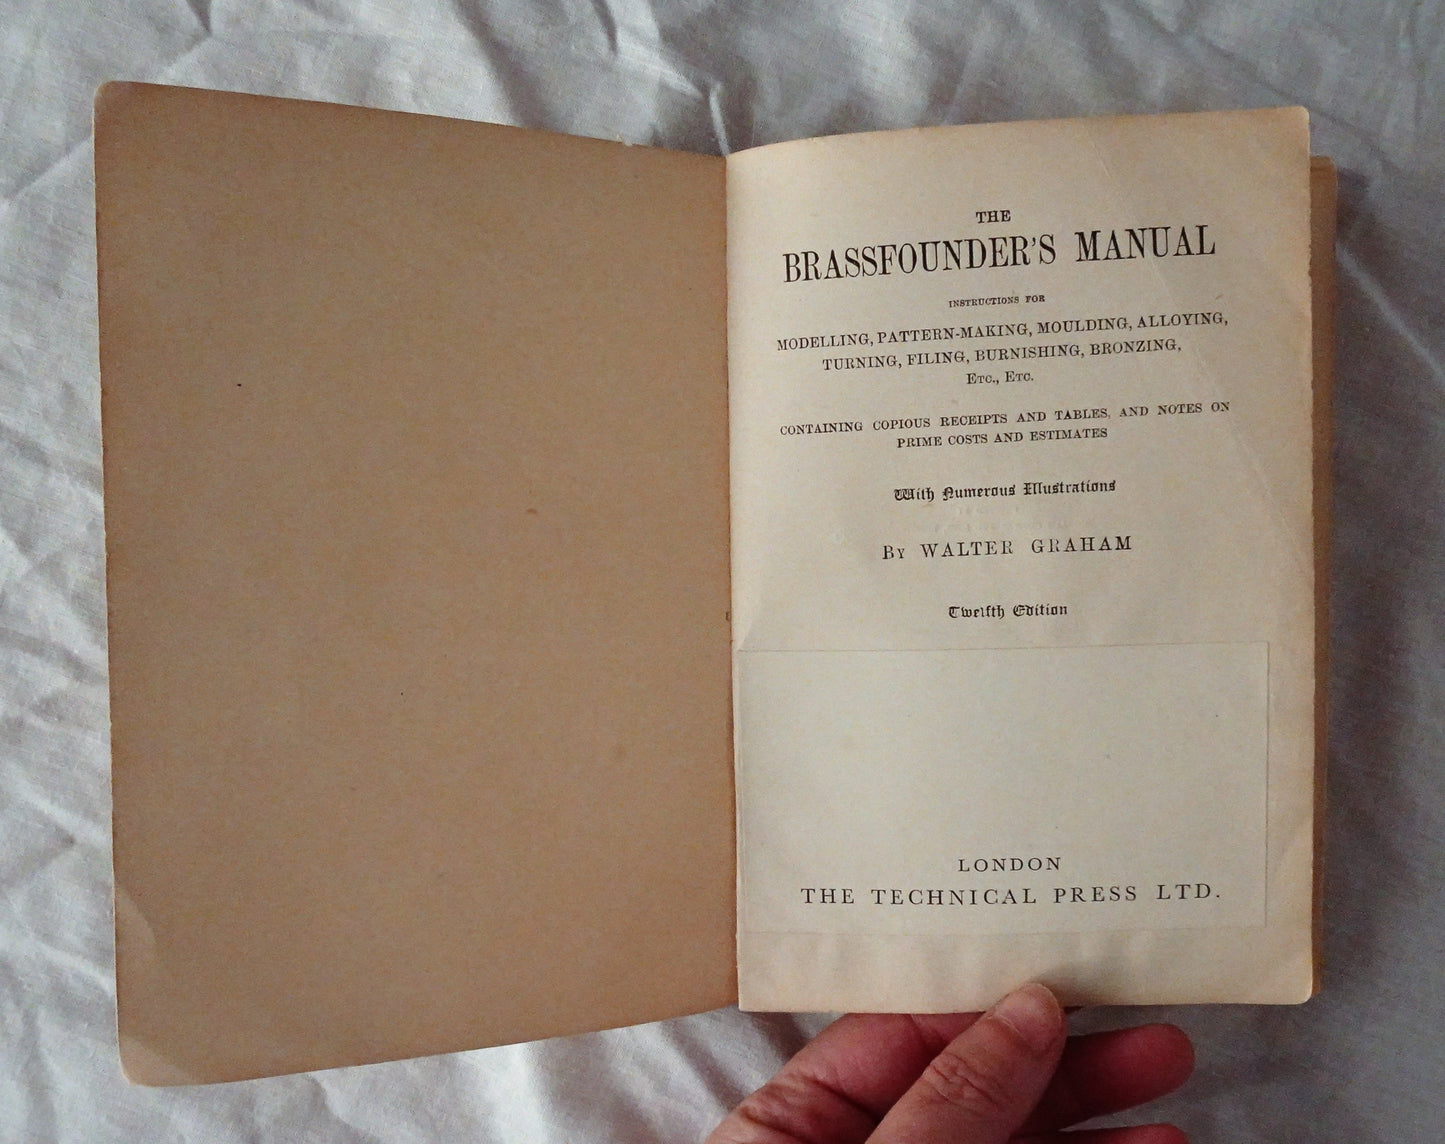 THE
BRASSFOUNDER'S MANUAL
INSTRUCTIONS FOR
MODELLING, PATTERN-MAKING, MOULDING, ALLOYING,
TURNING, FILING, BURNISHING, BRONZING,
ETC., ETC.
CONTAINING COPIOUS RECEIPTS AND TABLES, AND NOTES ON
PRIME COSTS AND ESTIMATES
With Numerous Illustrations
BY WALTER GRAHAM
Twelfth Edition
LONDON
THE TECHNICAL PRESS LTD.